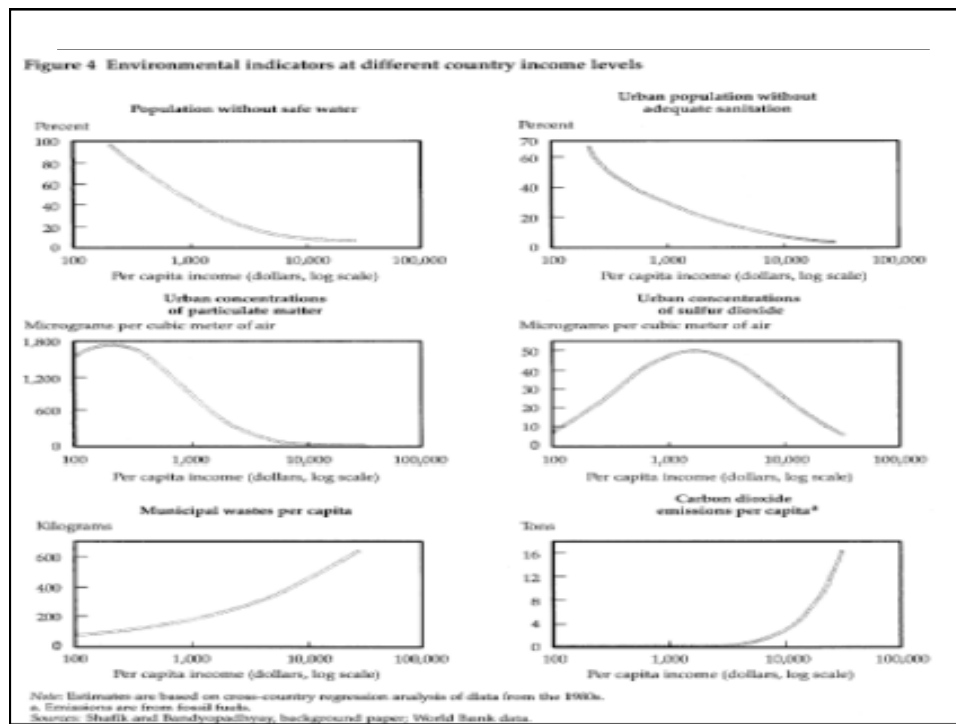 Figure 4 Environmental indicators at different country income levels
Population without safe water
Percent
100
80
60
40
20
0
100 1,000 10,000 100,000
Per capita income (dollars, log scale)
Urban population without
adequate sanitation
Percent
70
60
40
20
0
100 1,000 10,000 100,000
Per capita income (dollars, log scale)
Urban concentrations
of particulate matter
Micrograms per cubic meter of air
1,800
1,200
600
0
100 1,000 10,000 100,000
Per capita income (dollars, log scale)
Urban concentrations
of sulfur dioxide
Micrograms per cubic meter of air
50
40
30
20
10
0
100 1,000 10,000 100,000
Per capita income (dollars, log scale)
Municipal wastes per capita
Kilograms
600
400
200
0
100 1,000 10,000 100,000
Per capita income (dollars, log scale)
Carbon dioxide
emissions per capita*
Tons
16
12
8
4
0
100 1,000 10,000 100,000
Per capita income (dollars, log scale)
Note: Estimates are based on cross-country regression analysis of data from the 1980s.
a. Emissions are from fossil fuels.
Sources: Shafik and Bandyopadhyay, background paper; World Bank data.